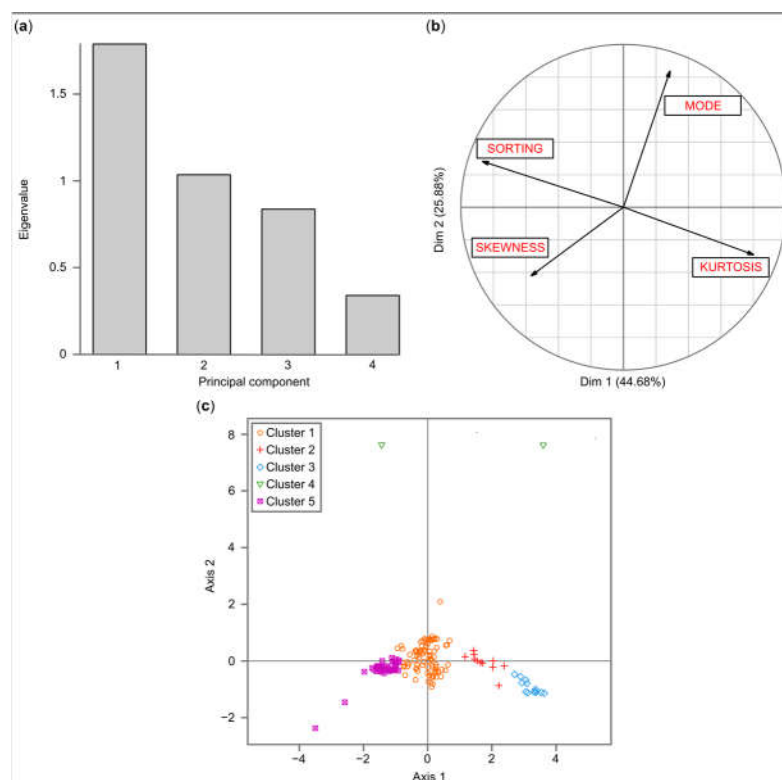 (a)
1.5
1
0.5
0
Eigenvalue
1
2
3
4
Principal component
(b)
MODE
SORTING
SKEWNESS
KURTOSIS
Dim 2 (25.88%)
Dim 1 (44.68%)
(c)
Cluster 1
Cluster 2
Cluster 3
Cluster 4
Cluster 5
8
6
4
2
0
−2
Axis 2
−4
−2
0
2
4
Axis 1